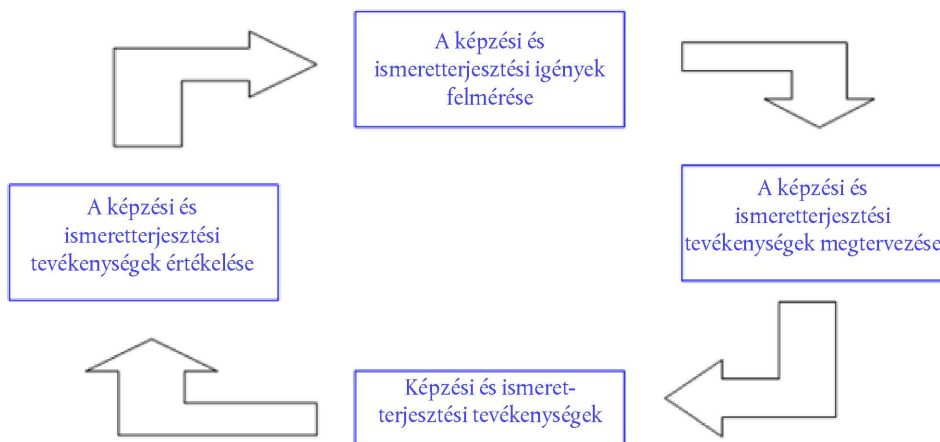 A képzési és
ismeretterjesztési igények
felmérése
A képzési és
ismeretterjesztési
tevékenységek megtervezése
Képzési és ismeret-
terjesztési tevékenységek
A képzési és
ismeretterjesztési
tevékenységek értékelése